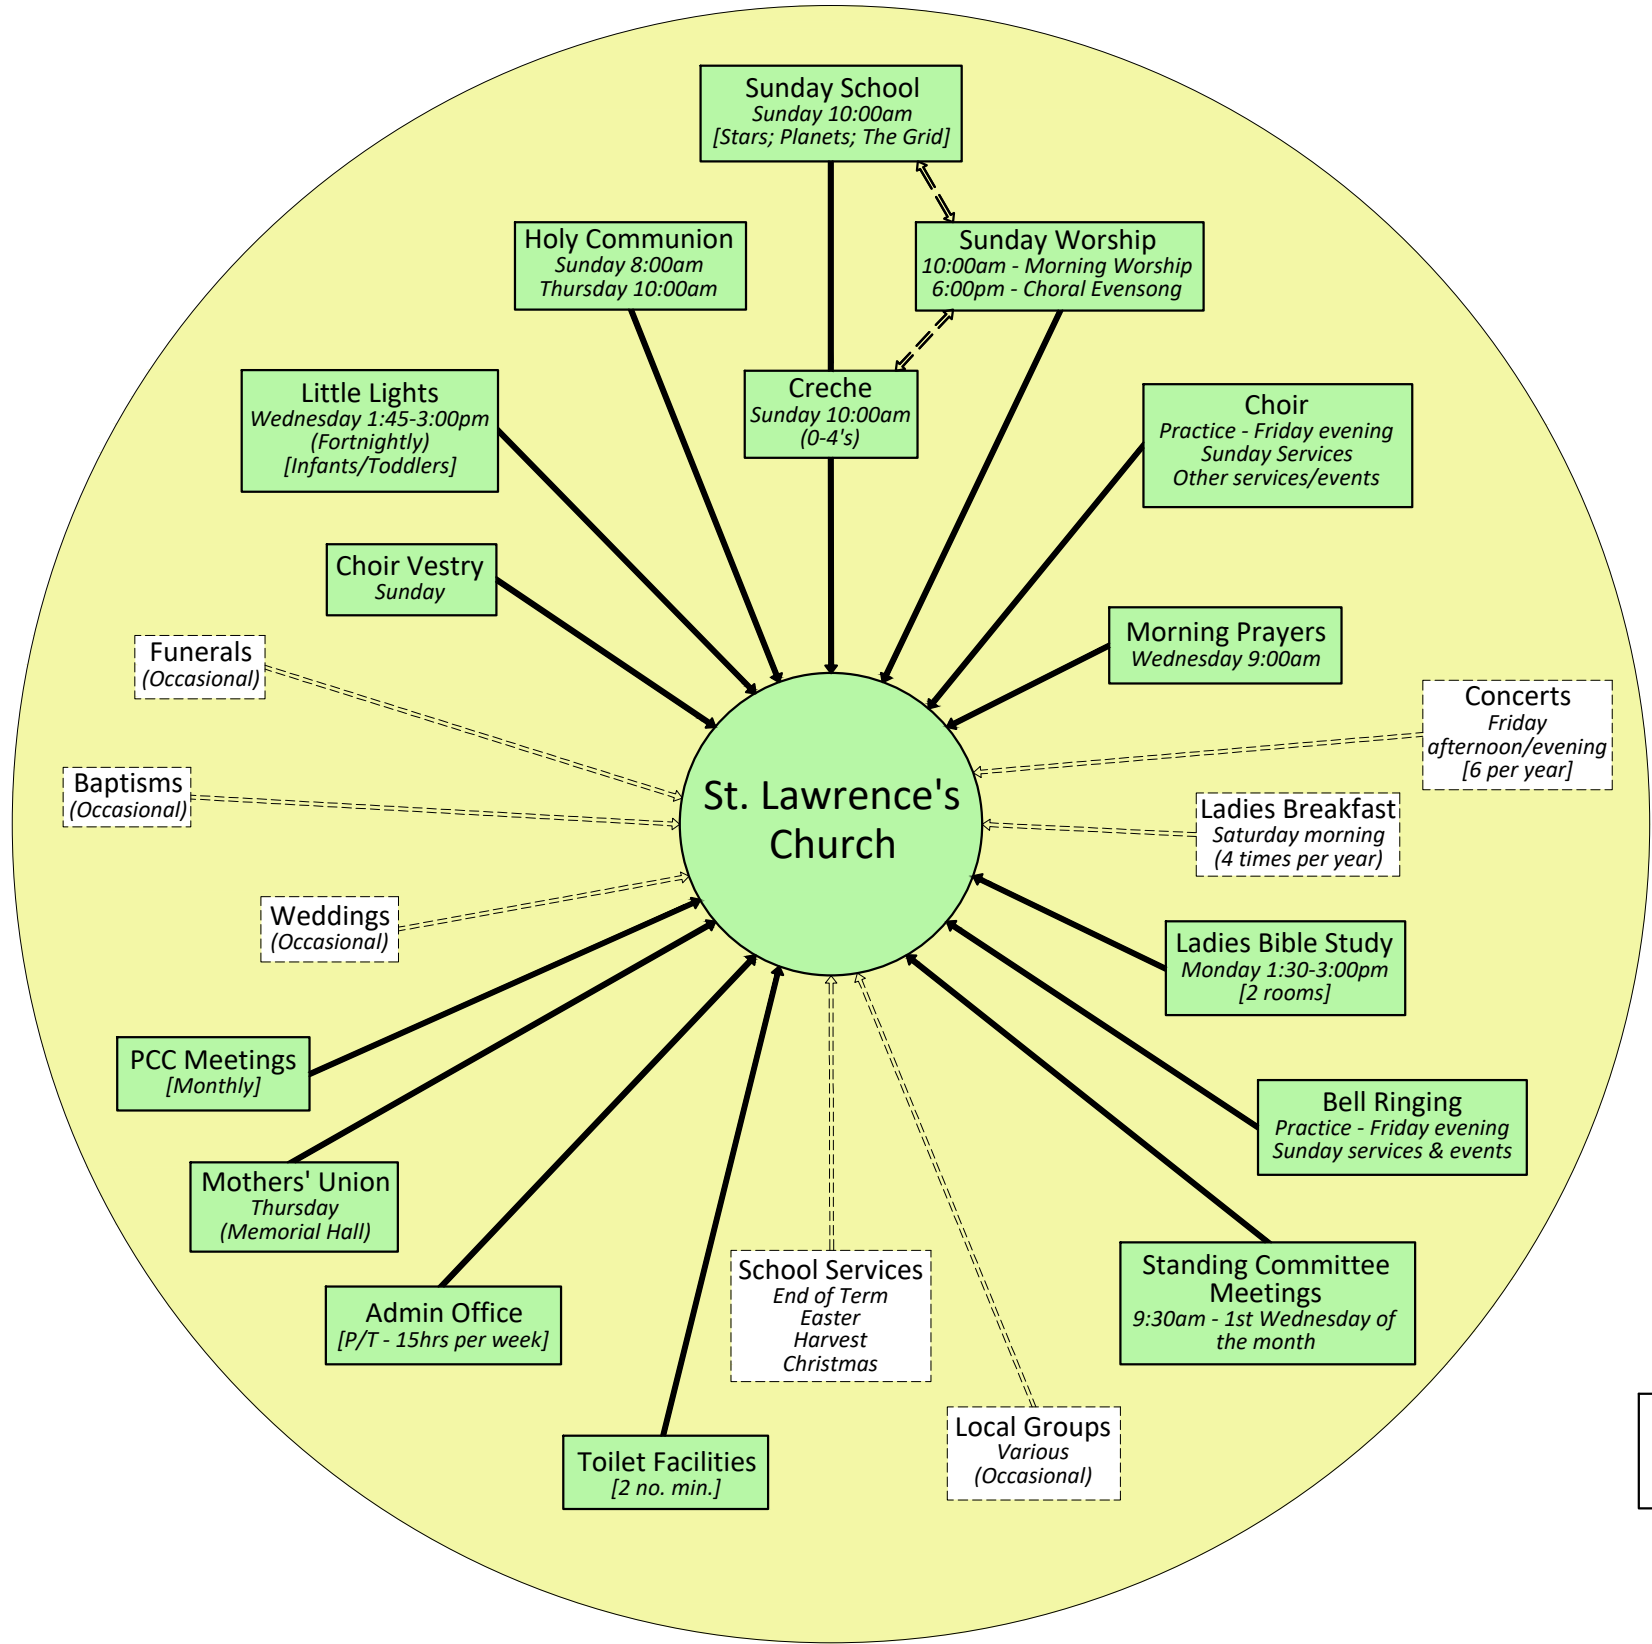 Sunday School
Sunday 10:00am
[Stars; Planets; The Grid]
Holy Communion
Sunday 8:00am
Thursday 10:00am
Sunday Worship
10:00am - Morning Worship
6:00pm - Choral Evensong
Little Lights
Wednesday 1:45-3:00pm
(Fortnightly)
[Infants/Toddlers]
Creche
Sunday 10:00am
(0-4's)
Choir
Practice - Friday evening
Sunday Services
Other services/events
Choir Vestry
Sunday
Morning Prayers
Wednesday 9:00am
Funerals
(Occasional)
Concerts
Friday
afternoon/evening
[6 per year]
Baptisms
(Occasional)
St. Lawrence's
Church
Ladies Breakfast
Saturday morning
(4 times per year)
Weddings
(Occasional)
Ladies Bible Study
Monday 1:30-3:00pm
[2 rooms]
PCC Meetings
[Monthly]
Bell Ringing
Practice - Friday evening
Sunday services & events
Mothers' Union
Thursday
(Memorial Hall)
Admin Office
[P/T - 15hrs per week]
School Services
End of Term
Easter
Harvest
Christmas
Standing Committee
Meetings
9:30am - 1st Wednesday of
the month
Toilet Facilities
[2 no. min.]
Local Groups
Various
(Occasional)